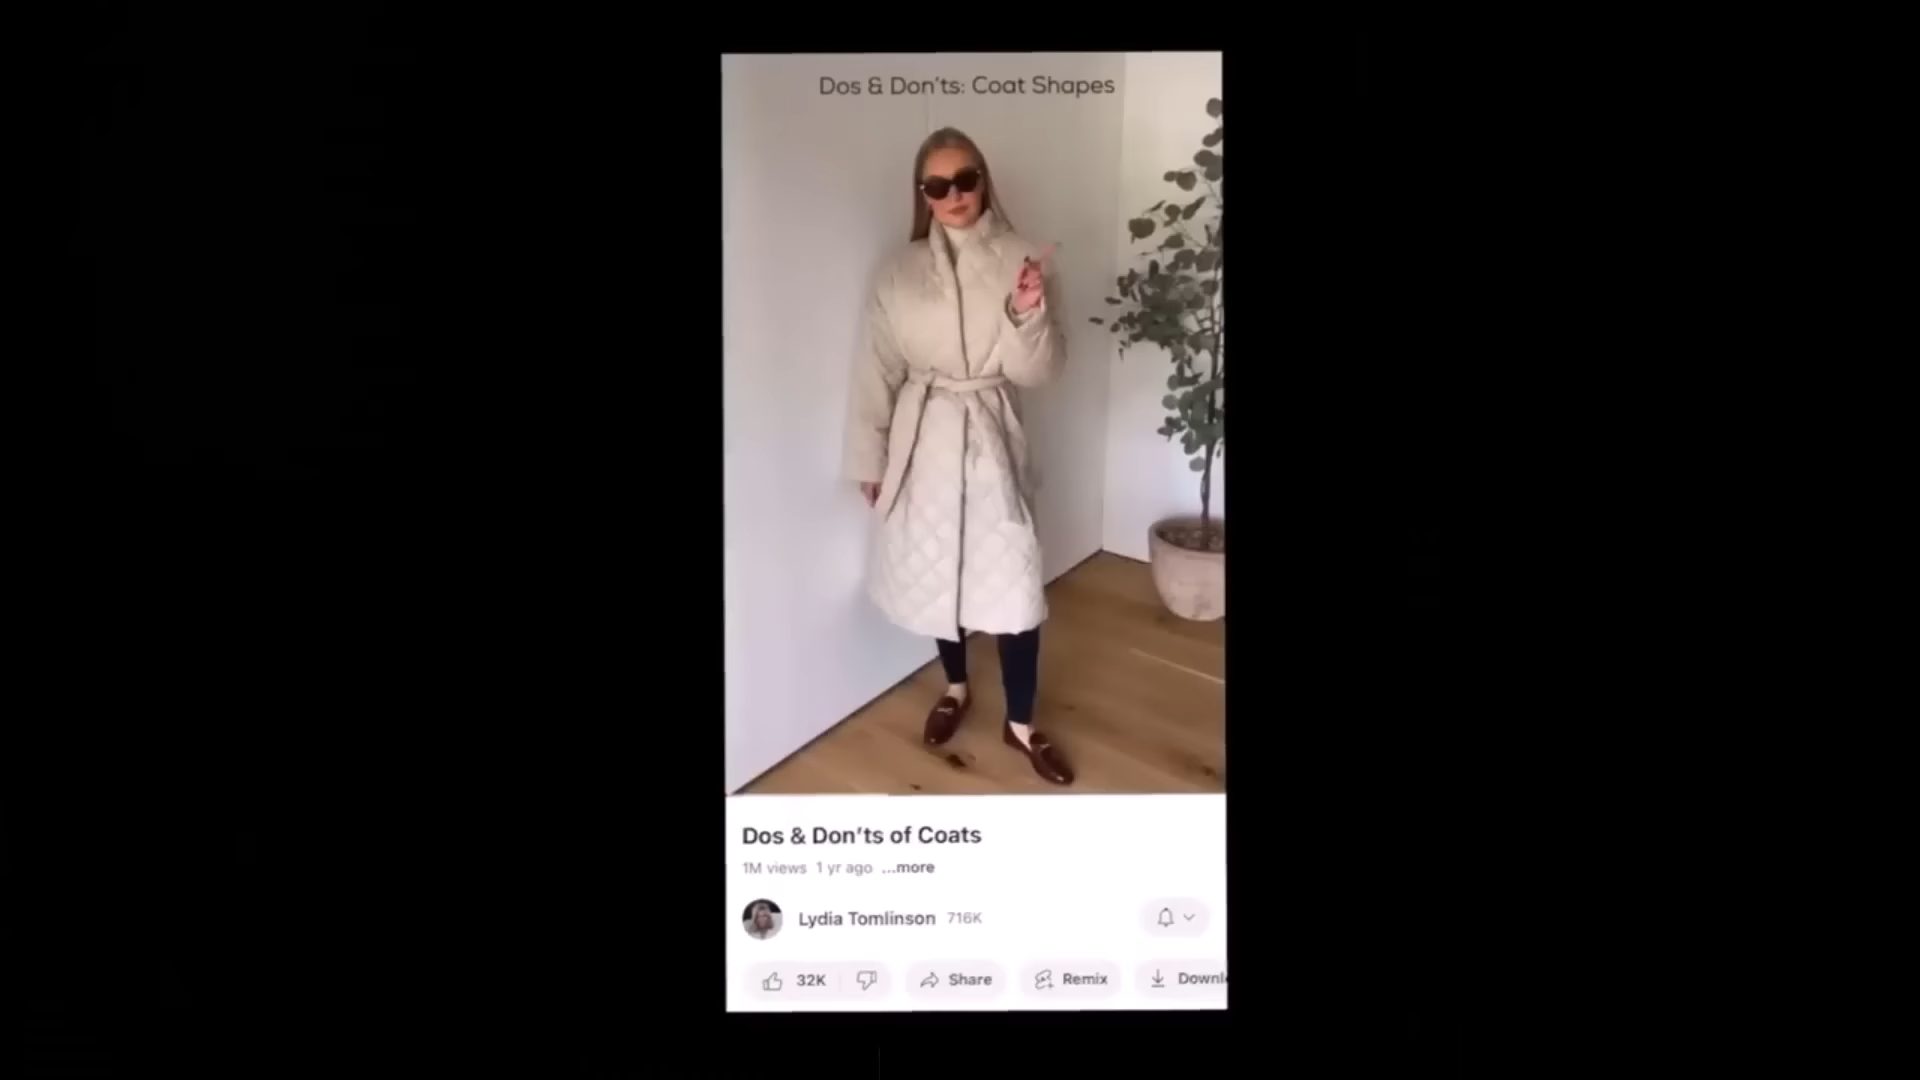 Dos & Don'ts: Coat Shapes
Dos & Don'ts of Coats
1M views 1 yr ago ...more
Lydia Tomlinson 716K
32K Share Remix Downl